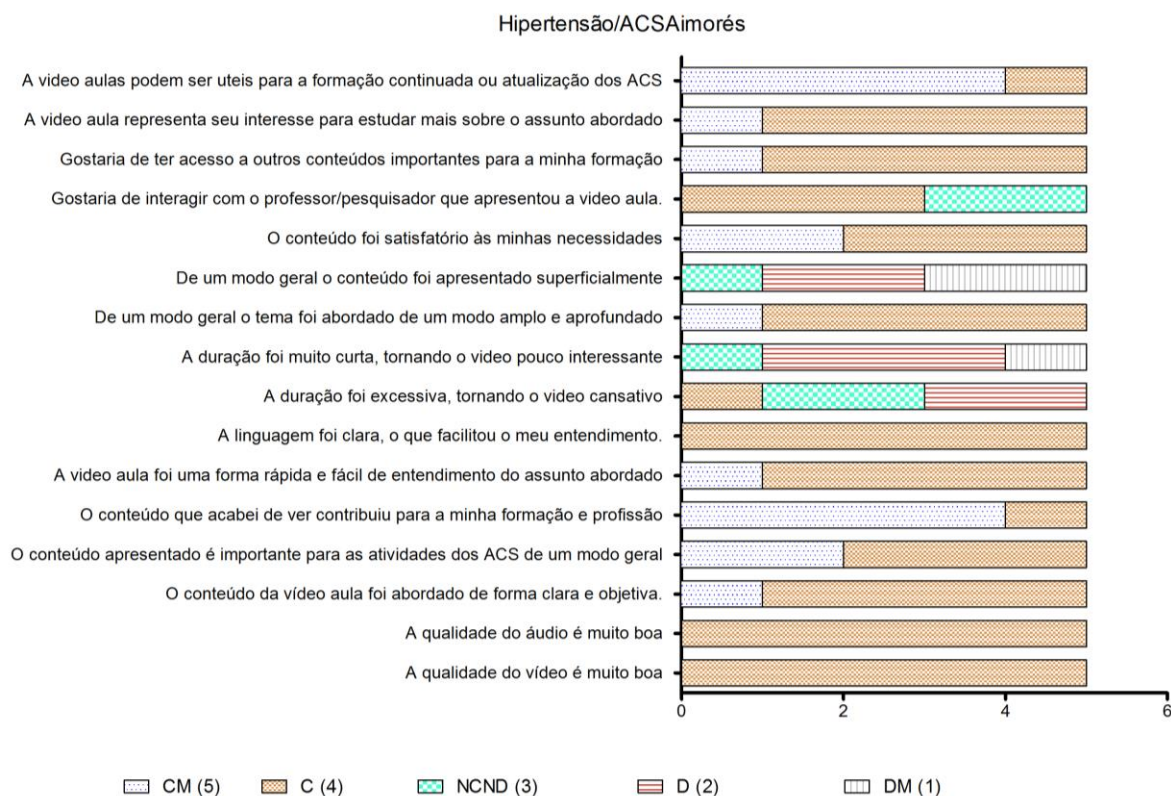 Hipertensão/ACSAimorés
A video aulas podem ser uteis para a formação continuada ou atualização dos ACS
A video aula representa seu interesse para estudar mais sobre o assunto abordado
Gostaria de ter acesso a outros conteúdos importantes para a minha formação
Gostaria de interagir com o professor/pesquisador que apresentou a video aula.
O conteúdo foi satisfatório às minhas necessidades
De um modo geral o conteúdo foi apresentado superficialmente
De um modo geral o tema foi abordado de um modo amplo e aprofundado
A duração foi muito curta, tornando o video pouco interessante
A duração foi excessiva, tornando o video cansativo
A linguagem foi clara, o que facilitou o meu entendimento.
A video aula foi uma forma rápida e fácil de entendimento do assunto abordado
O conteúdo que acabei de ver contribuiu para a minha formação e profissão
O conteúdo apresentado é importante para as atividades dos ACS de um modo geral
O conteúdo da vídeo aula foi abordado de forma clara e objetiva.
A qualidade do áudio é muito boa
A qualidade do vídeo é muito boa
0 2 4 6
CM (5) C (4) NCND (3) D (2) DM (1)